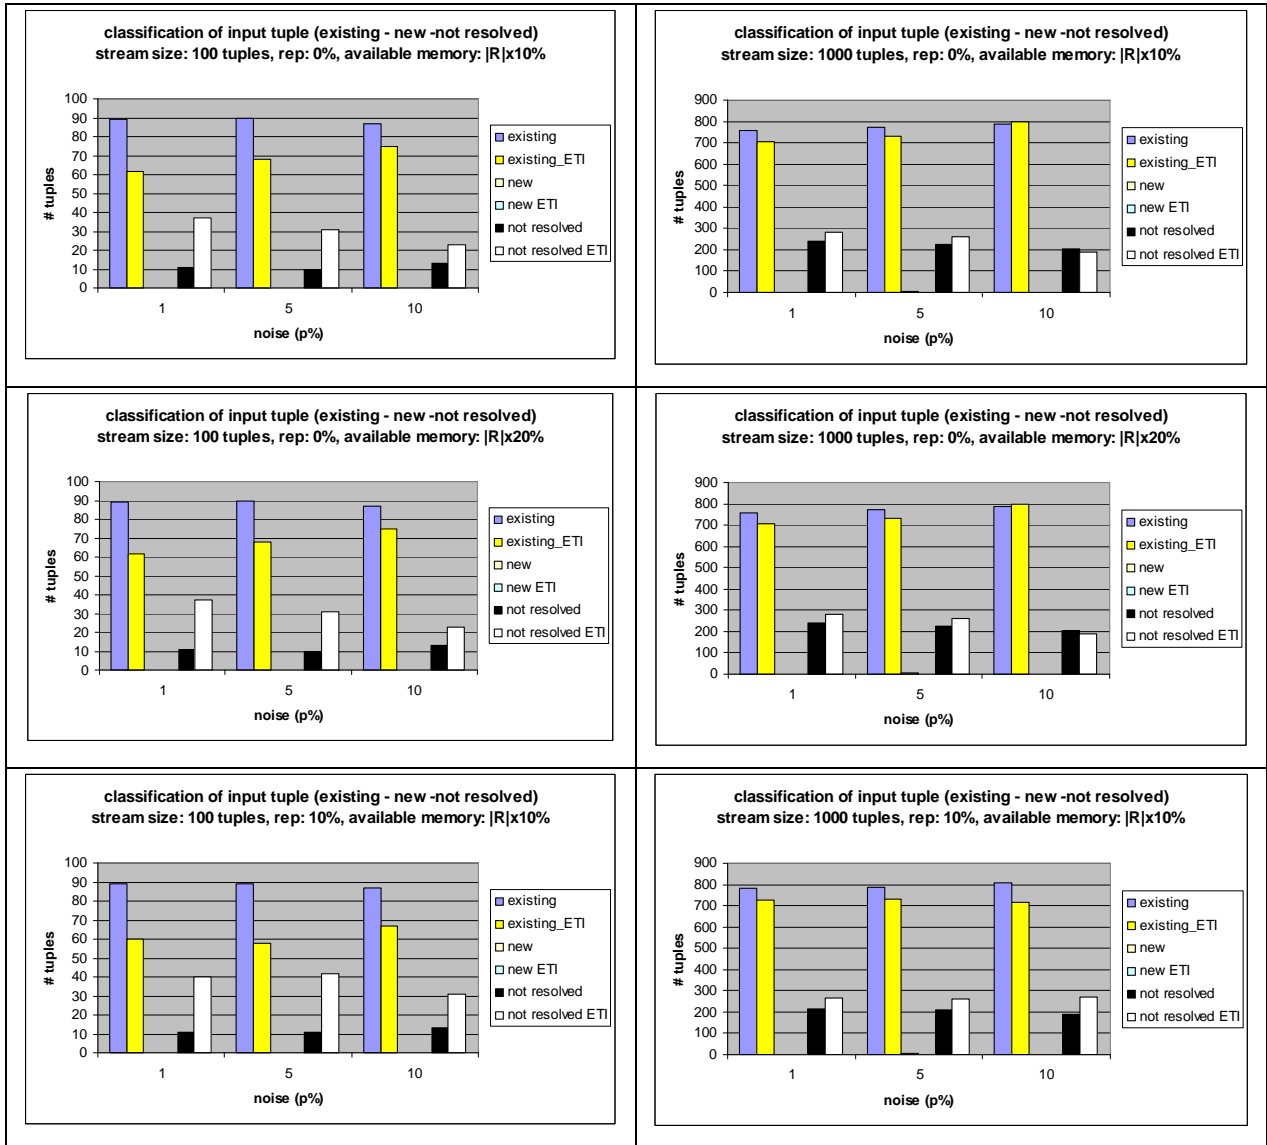 classification of input tuple (existing - new -not resolved)
stream size: 100 tuples, rep: 0%, available memory: |R|x10%
100
90
80
70
60
50
40
30
20
10
0
# tuples
1
5
10
noise (p%)
existing
existing_ETI
new
new ETI
not resolved
not resolved ETI
classification of input tuple (existing - new -not resolved)
stream size: 1000 tuples, rep: 0%, available memory: |R|x10%
900
800
700
600
500
400
300
200
100
0
# tuples
1
5
10
noise (p%)
existing
existing_ETI
new
new ETI
not resolved
not resolved ETI
classification of input tuple (existing - new -not resolved)
stream size: 100 tuples, rep: 0%, available memory: |R|x20%
100
90
80
70
60
50
40
30
20
10
0
# tuples
1
5
10
noise (p%)
existing
existing_ETI
new
new ETI
not resolved
not resolved ETI
classification of input tuple (existing - new -not resolved)
stream size: 1000 tuples, rep: 0%, available memory: |R|x20%
900
800
700
600
500
400
300
200
100
0
# tuples
1
5
10
noise (p%)
existing
existing_ETI
new
new ETI
not resolved
not resolved ETI
classification of input tuple (existing - new -not resolved)
stream size: 100 tuples, rep: 10%, available memory: |R|x10%
100
90
80
70
60
50
40
30
20
10
0
# tuples
1
5
10
noise (p%)
existing
existing_ETI
new
new ETI
not resolved
not resolved ETI
classification of input tuple (existing - new -not resolved)
stream size: 1000 tuples, rep: 10%, available memory: |R|x10%
900
800
700
600
500
400
300
200
100
0
# tuples
1
5
10
noise (p%)
existing
existing_ETI
new
new ETI
not resolved
not resolved ETI